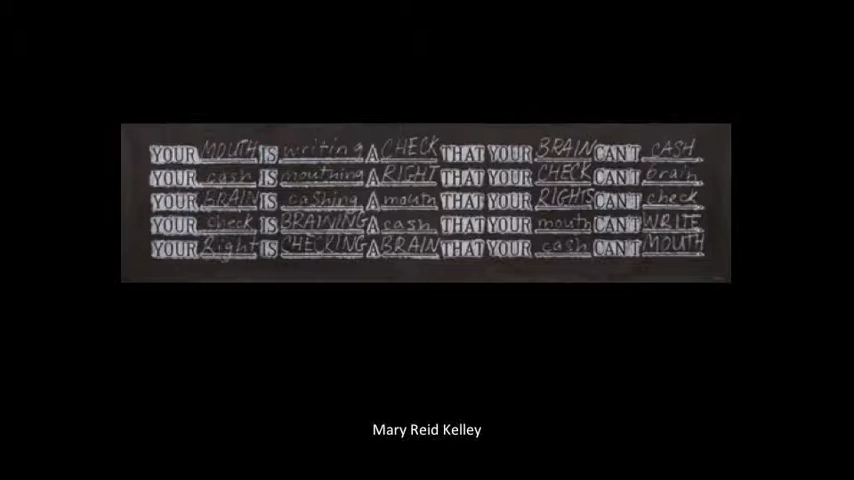 YOUR MOUTH IS writing A CHECK THAT YOUR BRAIN CAN'T CASH
YOUR cash IS mouthing A RIGHT THAT YOUR CHECK CAN'T brain
YOUR BRAIN IS cashing A mouth THAT YOUR RIGHTS CAN'T check
YOUR check IS BRAINING A cash THAT YOUR mouth CAN'T WRITE
YOUR Right IS CHECKING A BRAIN THAT YOUR cash CAN'T MOUTH
Mary Reid Kelley